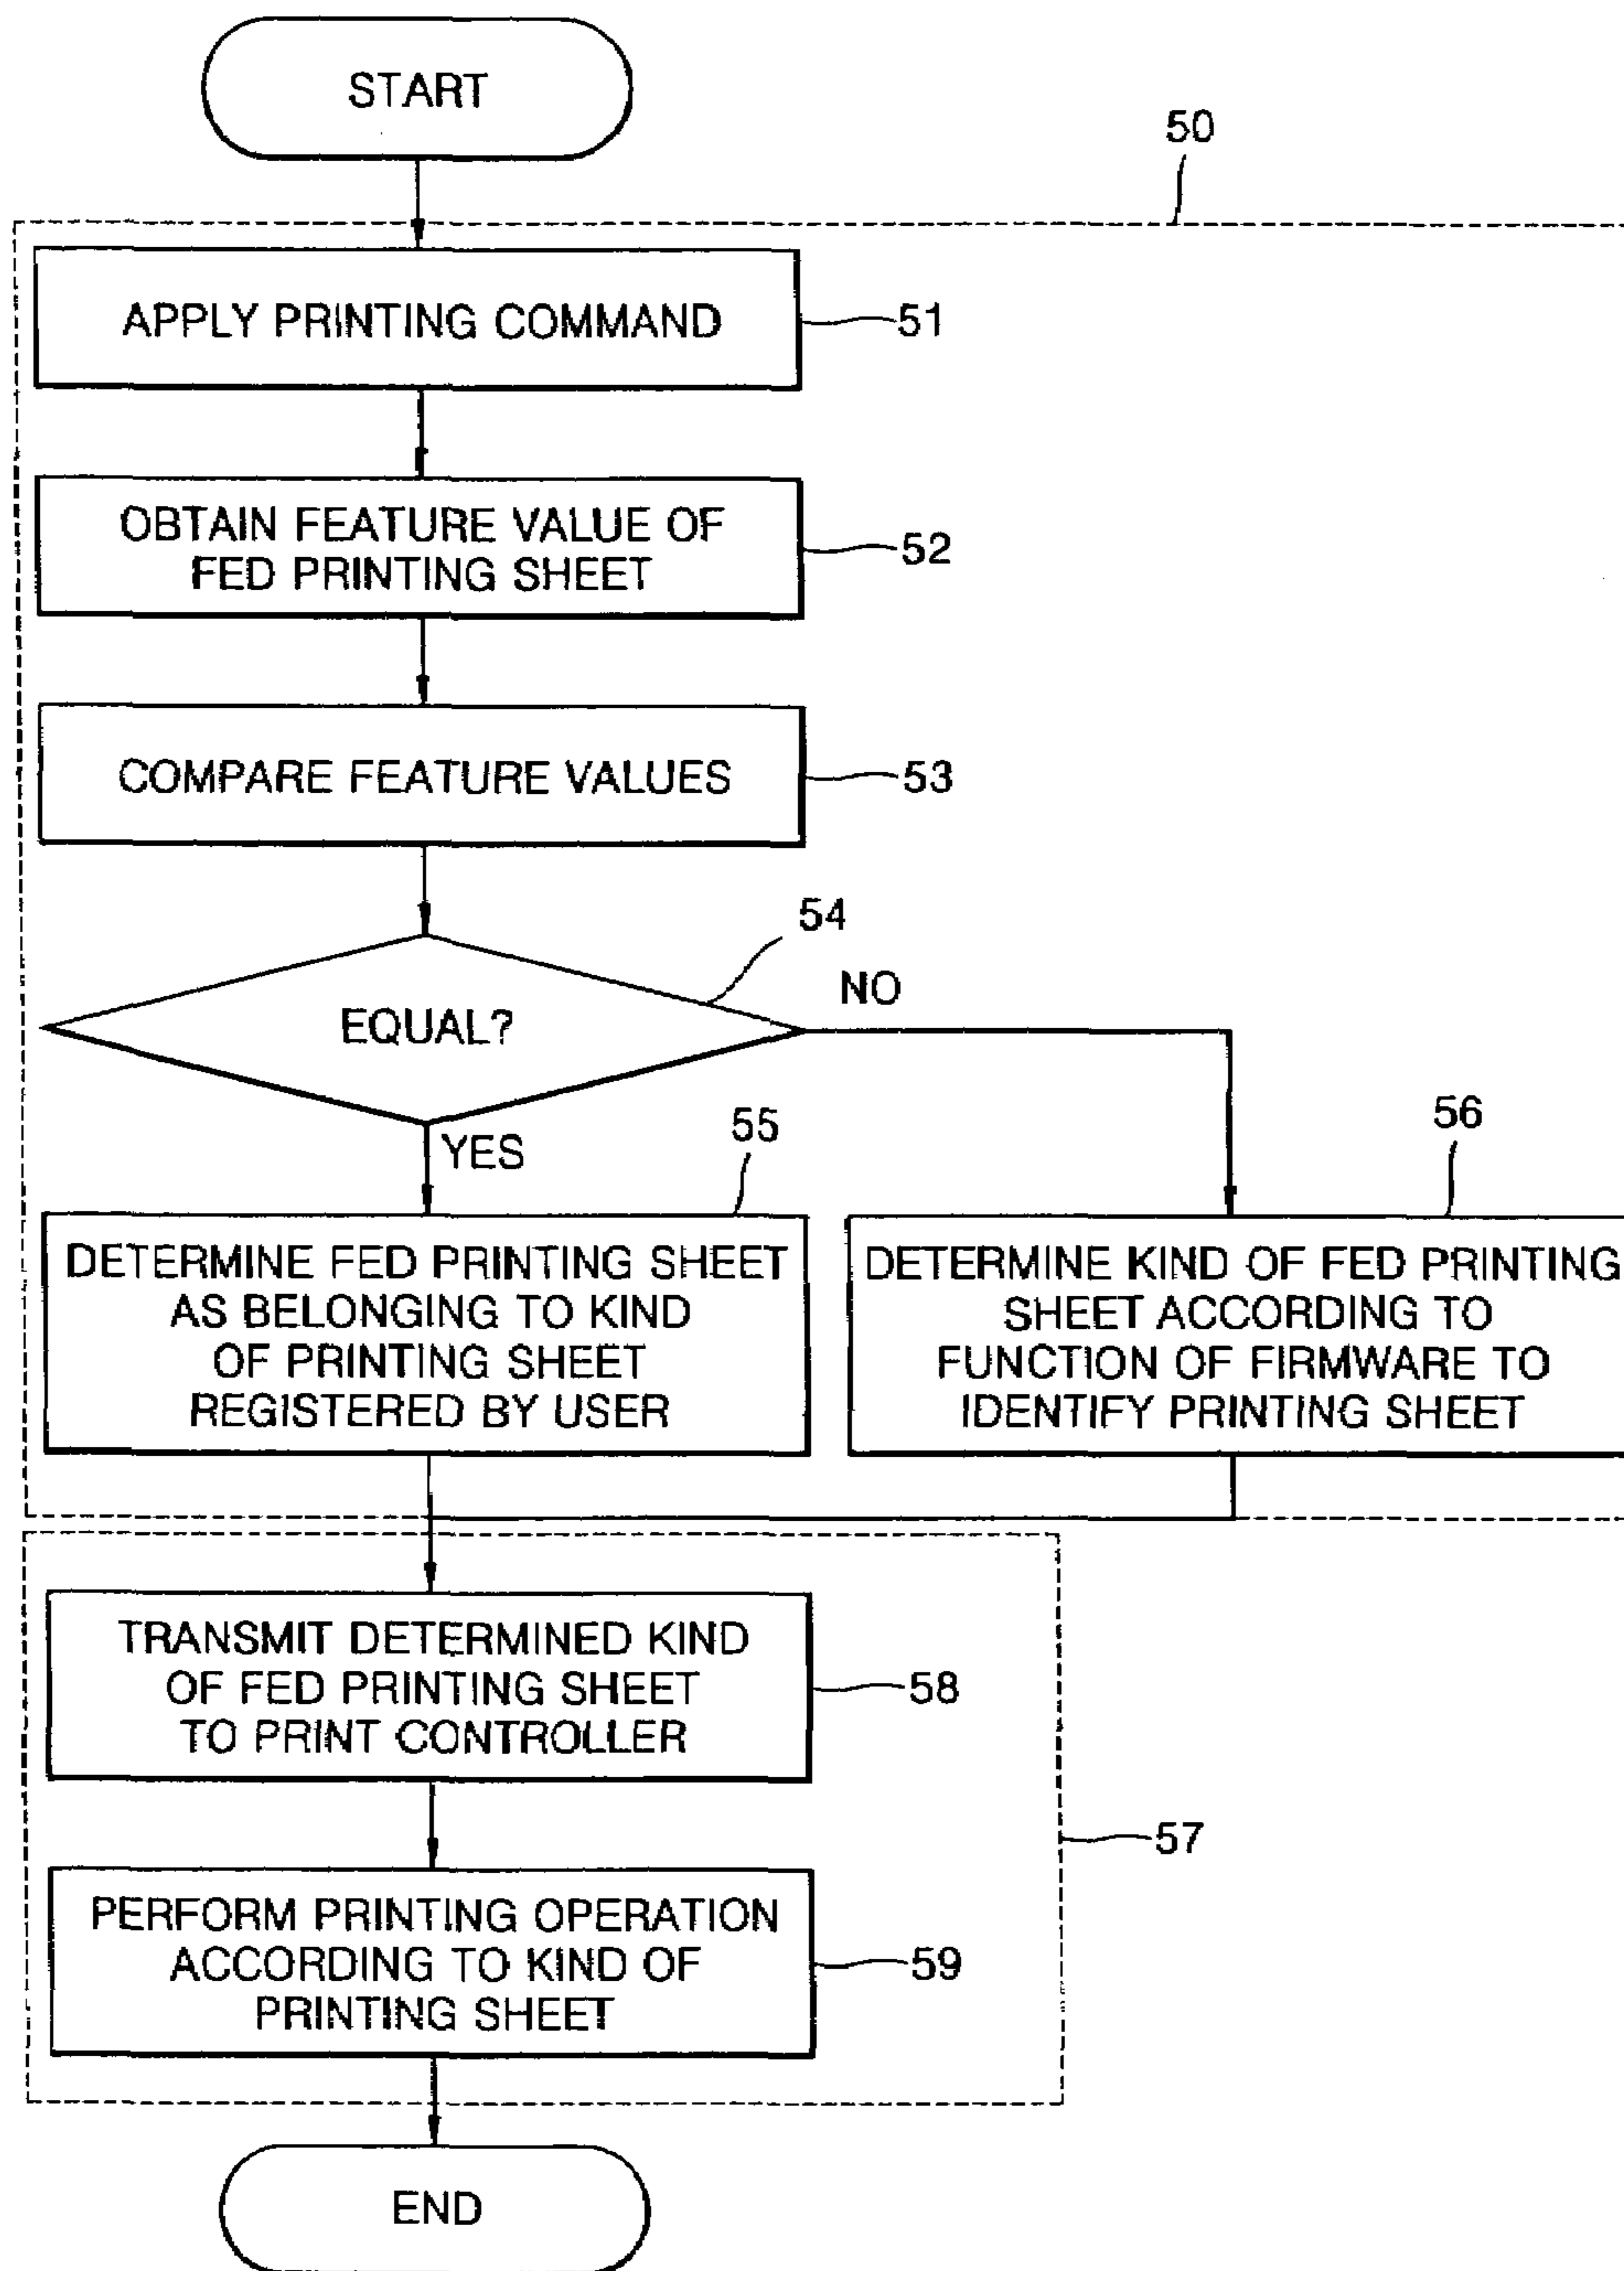 START
50
APPLY PRINTING COMMAND
51
OBTAIN FEATURE VALUE OF
FED PRINTING SHEET
52
COMPARE FEATURE VALUES
53
54
EQUAL?
NO
YES
55
56
DETERMINE FED PRINTING SHEET
AS BELONGING TO KIND
OF PRINTING SHEET
REGISTERED BY USER
DETERMINE KIND OF FED PRINTING
SHEET ACCORDING TO
FUNCTION OF FIRMWARE TO
IDENTIFY PRINTING SHEET
TRANSMIT DETERMINED KIND
OF FED PRINTING SHEET
TO PRINT CONTROLLER
58
57
PERFORM PRINTING OPERATION
ACCORDING TO KIND OF
PRINTING SHEET
59
END